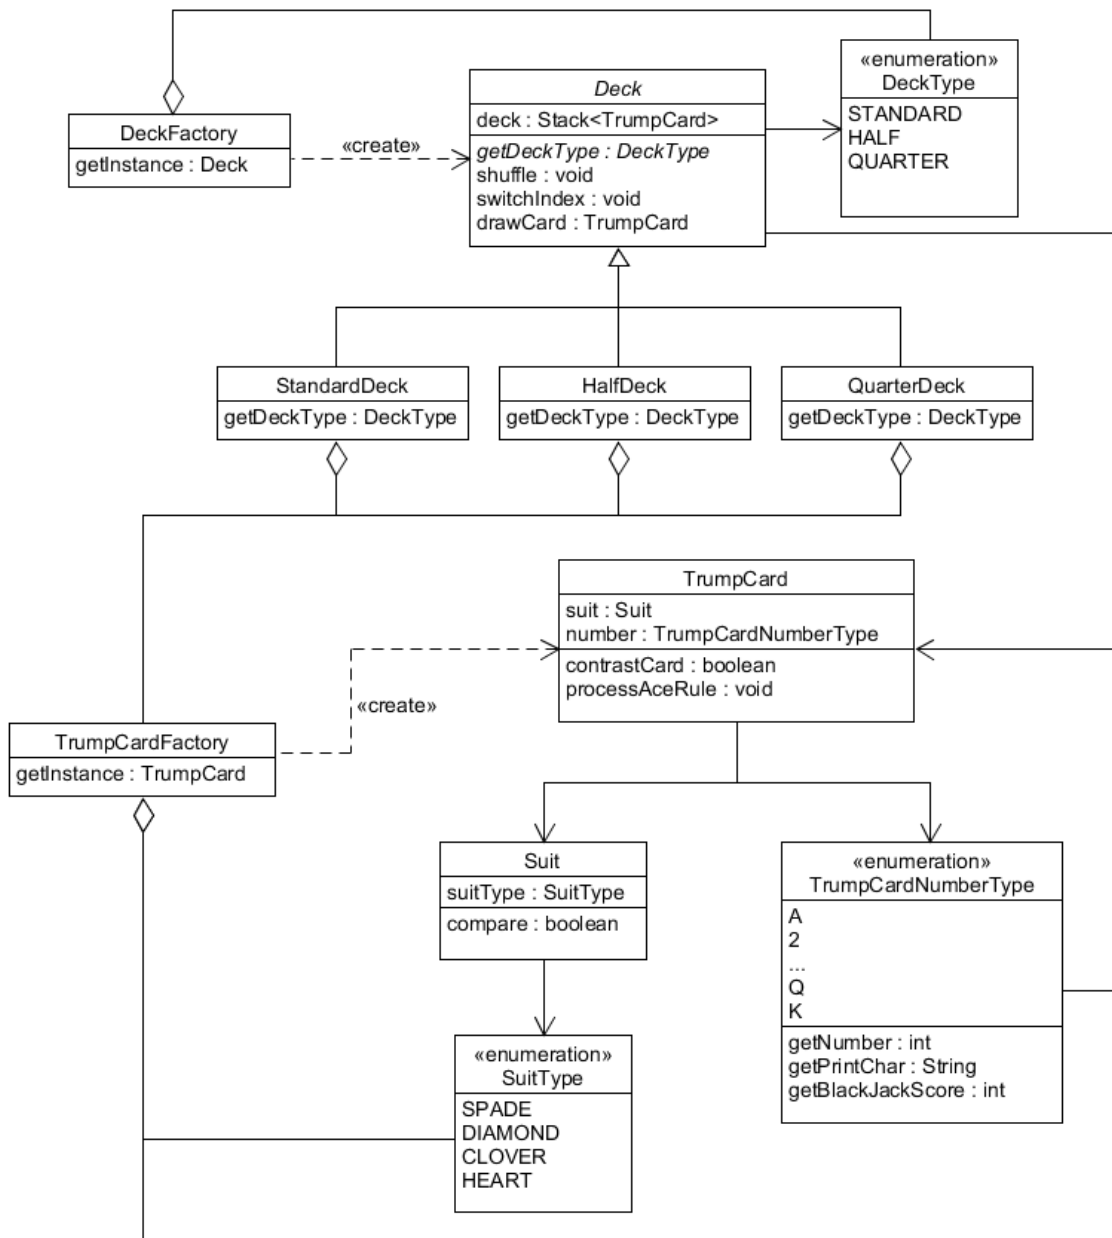 «enumeration»
DeckType
STANDARD
HALF
QUARTER
Deck
deck : Stack<TrumpCard>
getDeckType : DeckType
shuffle : void
switchIndex : void
drawCard : TrumpCard
DeckFactory
getInstance : Deck
«create»
StandardDeck
getDeckType : DeckType
HalfDeck
getDeckType : DeckType
QuarterDeck
getDeckType : DeckType
TrumpCard
suit : Suit
number : TrumpCardNumberType
contrastCard : boolean
processAceRule : void
«create»
TrumpCardFactory
getInstance : TrumpCard
Suit
suitType : SuitType
compare : boolean
«enumeration»
TrumpCardNumberType
A
2
...
Q
K
getNumber : int
getPrintChar : String
getBlackJackScore : int
«enumeration»
SuitType
SPADE
DIAMOND
CLOVER
HEART